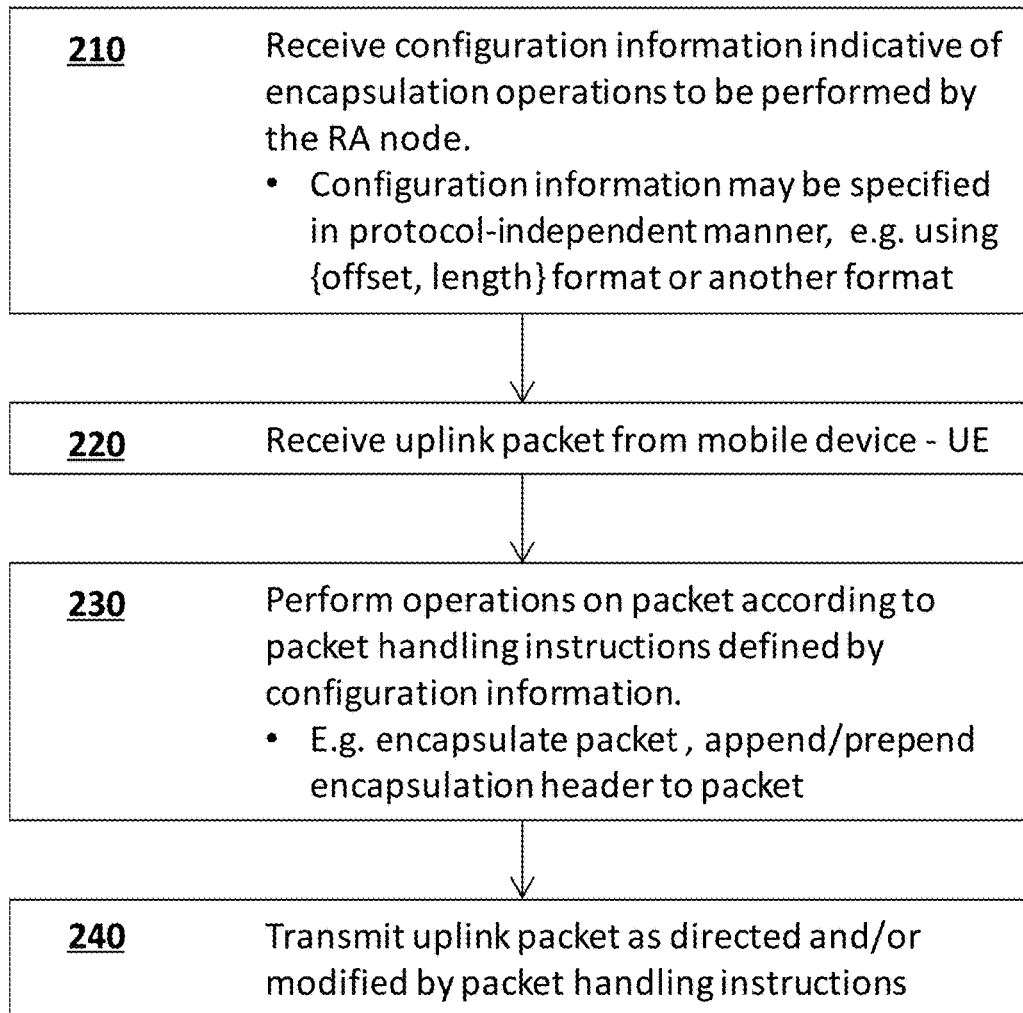 210 Receive configuration information indicative of
encapsulation operations to be performed by
the RA node.
• Configuration information may be specified
in protocol-independent manner, e.g. using
{offset, length} format or another format
220 Receive uplink packet from mobile device - UE
230 Perform operations on packet according to
packet handling instructions defined by
configuration information.
• E.g. encapsulate packet , append/prepend
encapsulation header to packet
240 Transmit uplink packet as directed and/or
modified by packet handling instructions